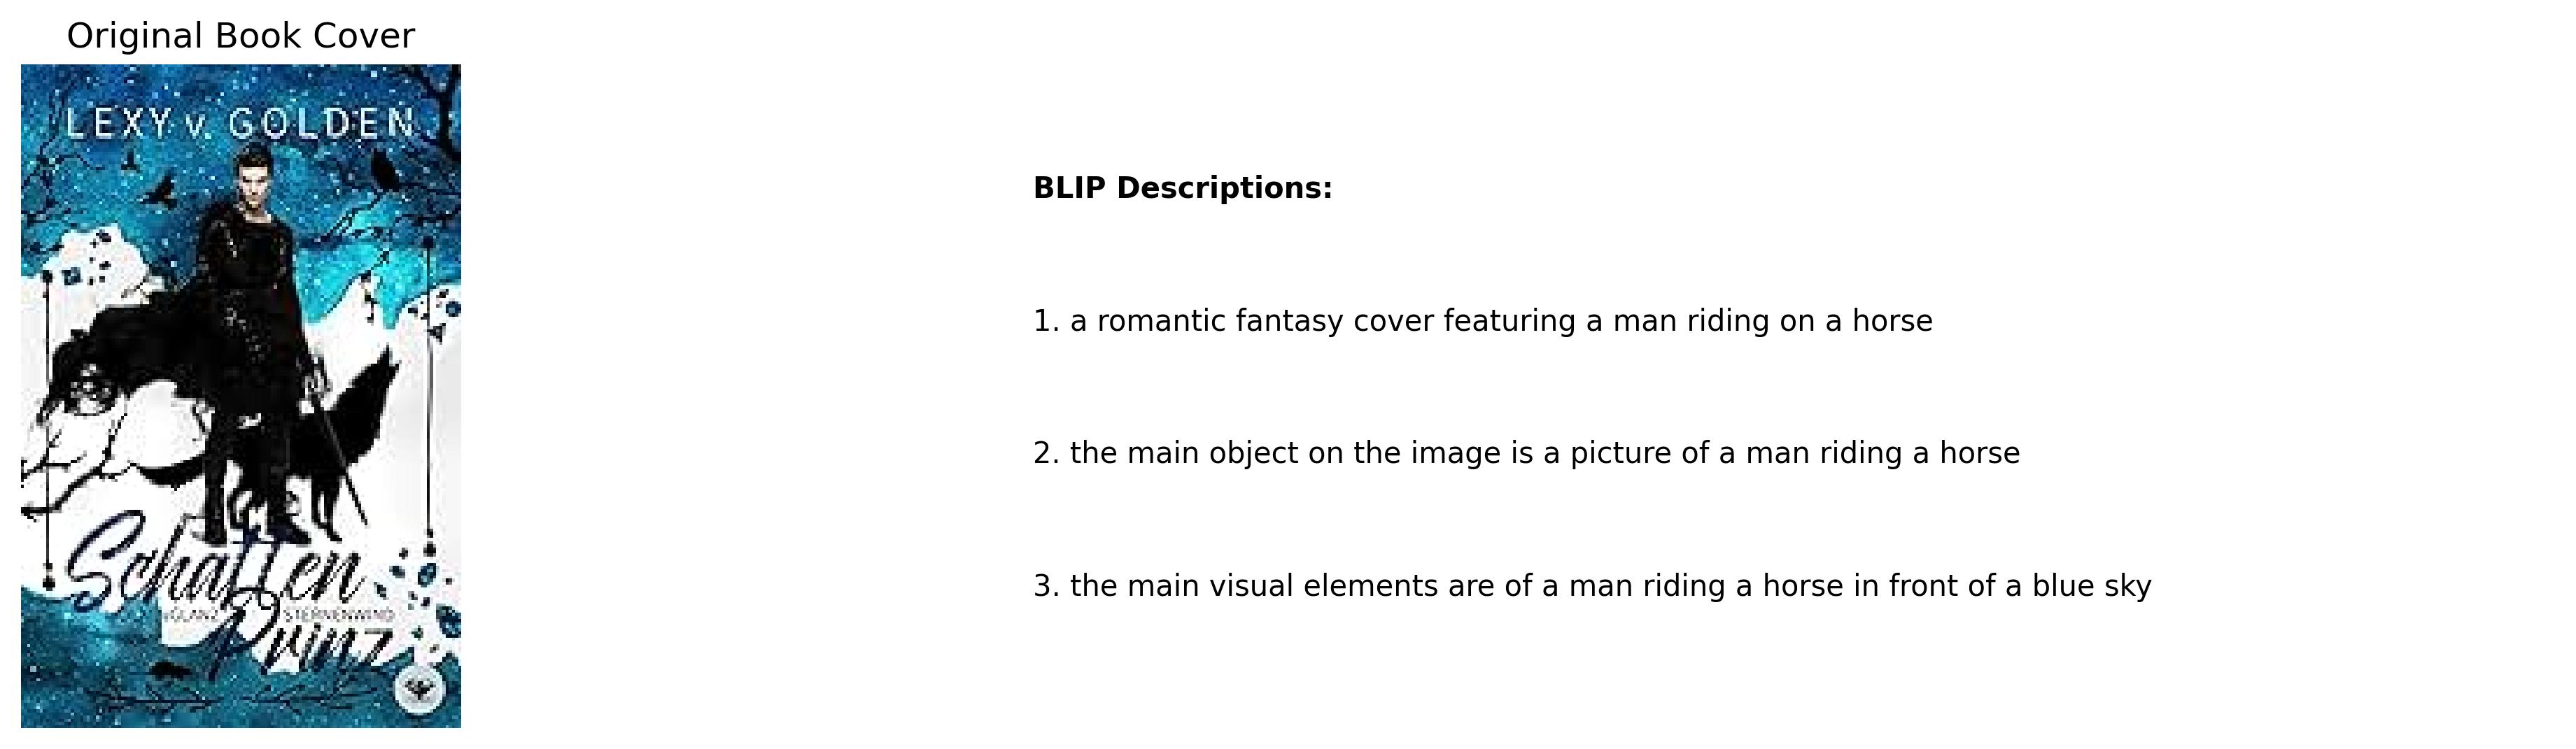 Original Book Cover
LEXY v. GOLDEN
Schatten
STERNENWIND
Prinz
BLIP Descriptions:
1. a romantic fantasy cover featuring a man riding on a horse
2. the main object on the image is a picture of a man riding a horse
3. the main visual elements are of a man riding a horse in front of a blue sky